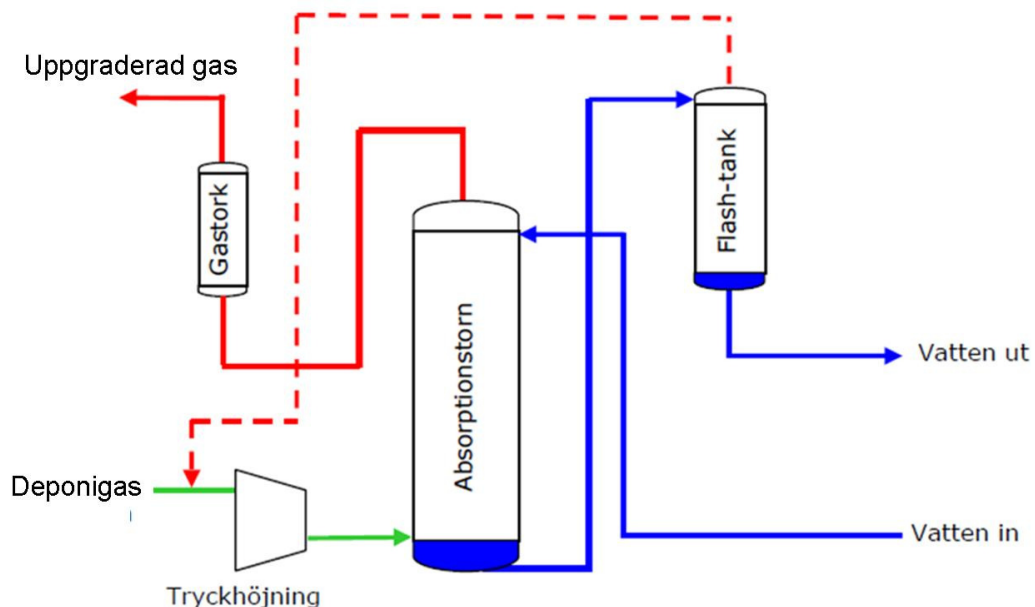 Uppgraderad gas
Gastork
Flash-tank
Absorptionstorn
Vatten ut
Deponigas
Vatten in
Tryckhöjning